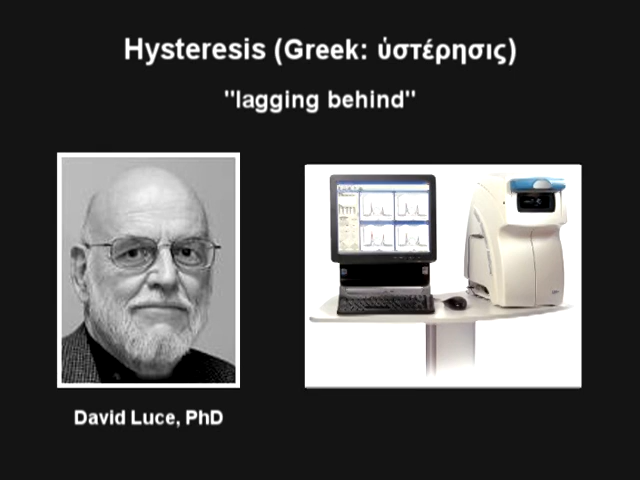 Hysteresis (Greek: ὑστέρησις)
"lagging behind"
David Luce, PhD